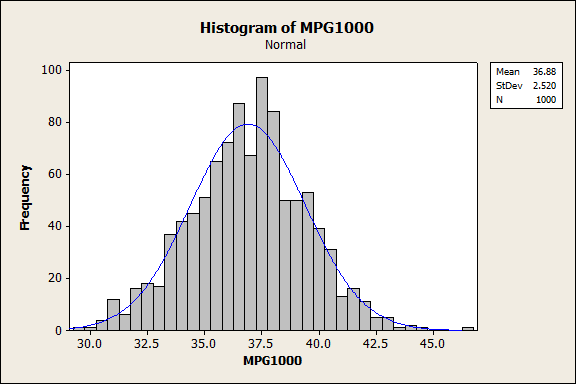 Histogram of MPG1000
Normal
Mean 36.88
StDev 2.520
N 1000
100
80
60
40
20
0
Frequency
30.0 32.5 35.0 37.5 40.0 42.5 45.0
MPG1000